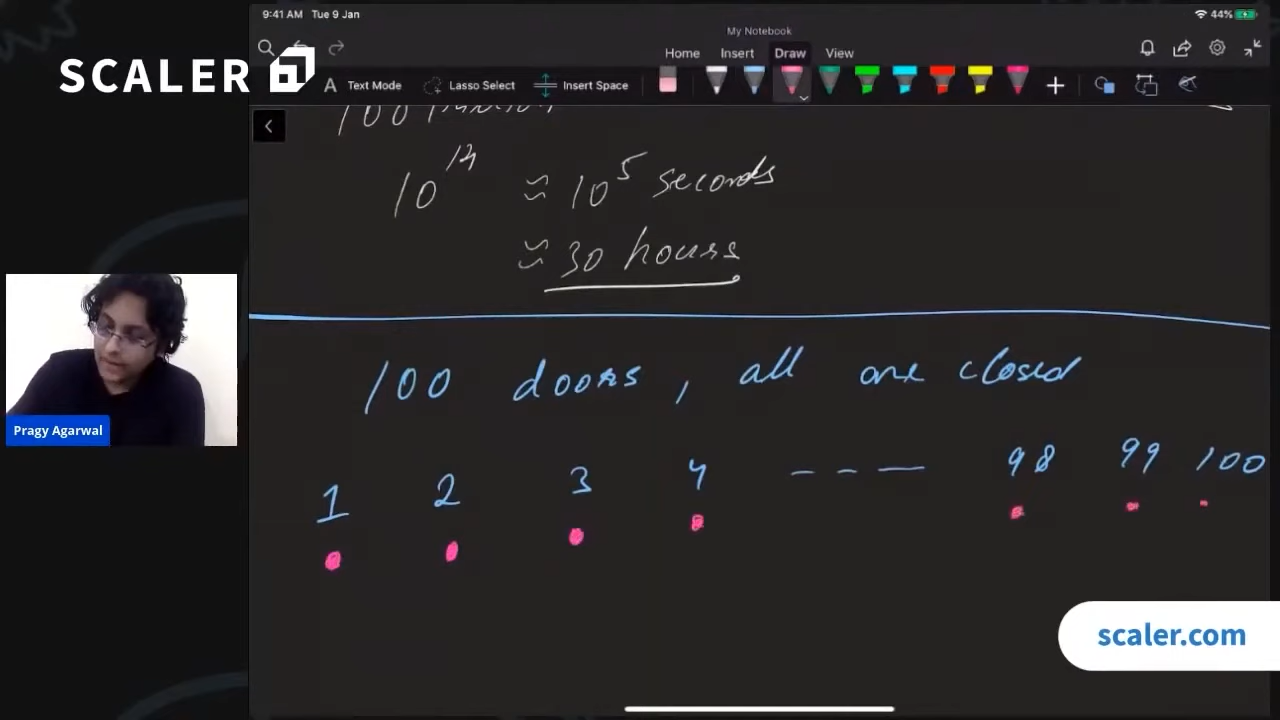 9:41 AM Tue 9 Jan
44%
My Notebook
Home Insert Draw View
SCALER
Text Mode Lasso Select Insert Space
100
10^14 ≈ 10^5 seconds
≈ 30 hours
100 doors, all are closed
1 2 3 4 - - - 98 99 100
Pragy Agarwal
scaler.com